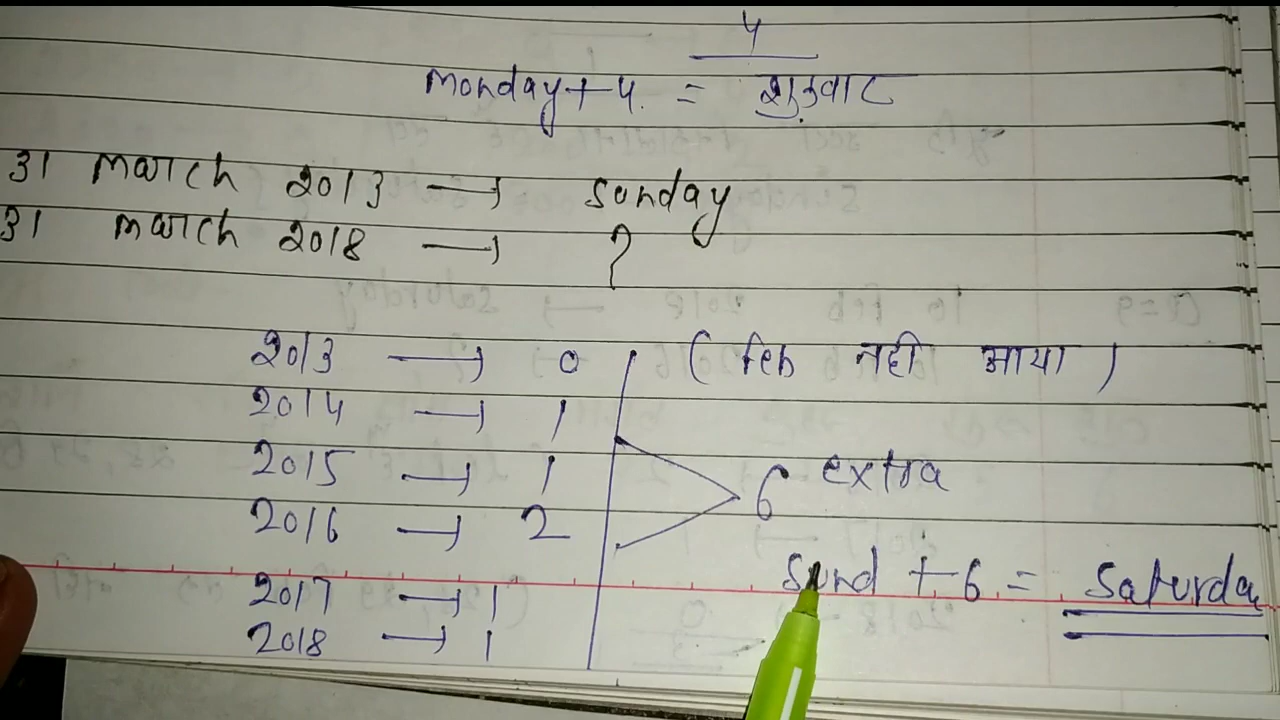 4
monday + 4. = शुक्रवार
31 march 2013 → sunday
31 march 2018 → ?
2013 → 0 ( feb नही आया )
2014 → 1
2015 → 1 6 extra
2016 → 2
sund + 6 = saturday
2017 → 1
2018 → 1